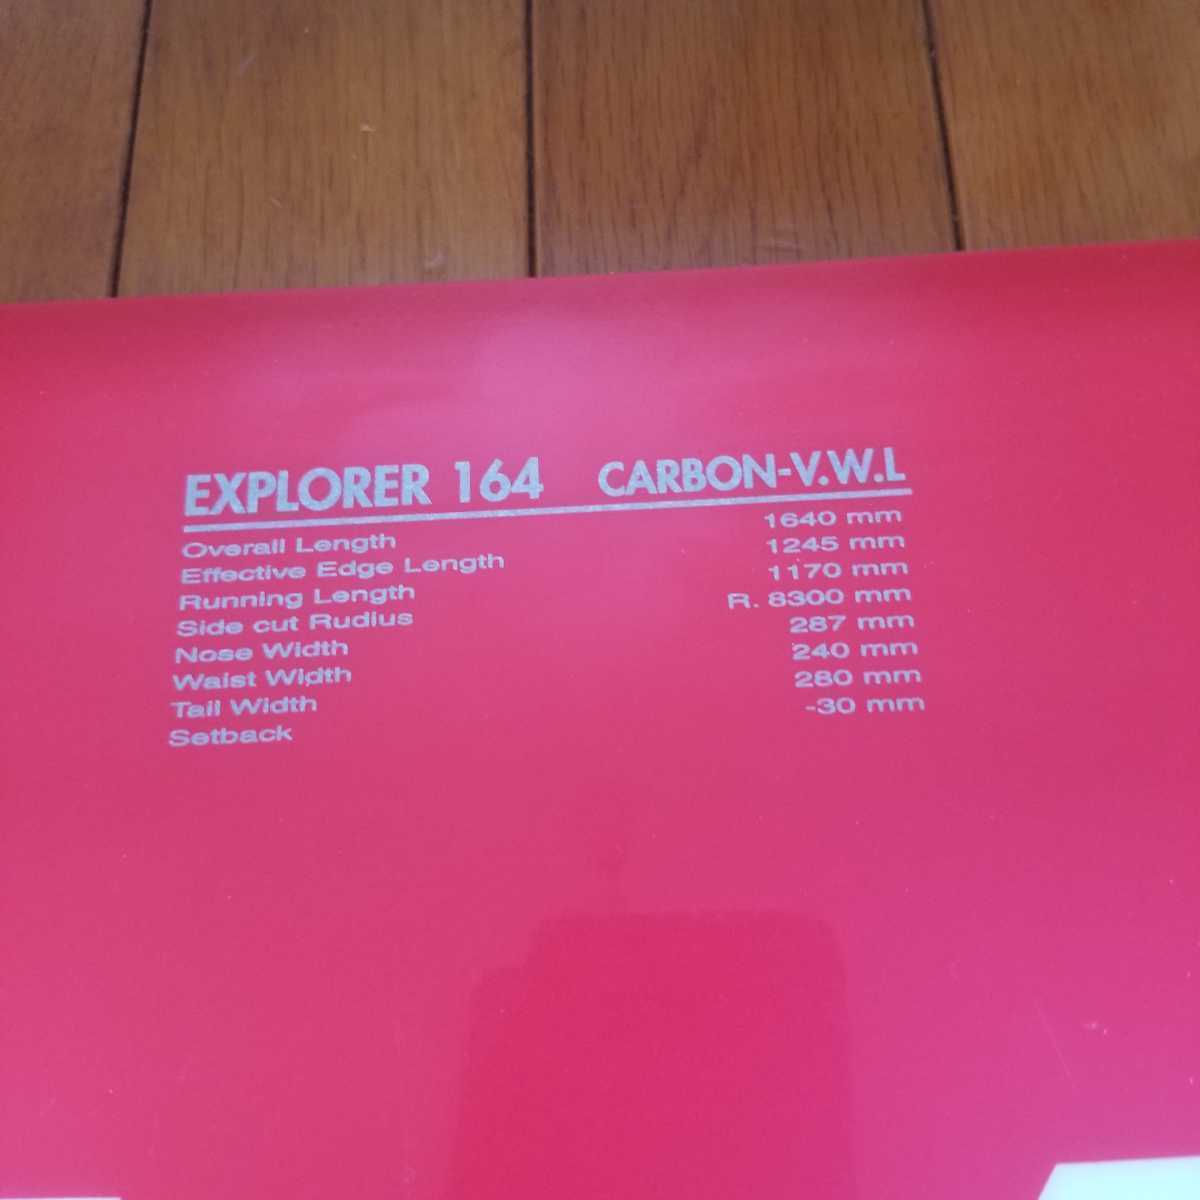 EXPLORER 164 CARBON-V.W.L
Overall Length 1640 mm
Effective Edge Length 1245 mm
Running Length 1170 mm
Side cut Rudius R. 8300 mm
Nose Width 287 mm
Waist Width 240 mm
Tail Width 280 mm
Setback -30 mm